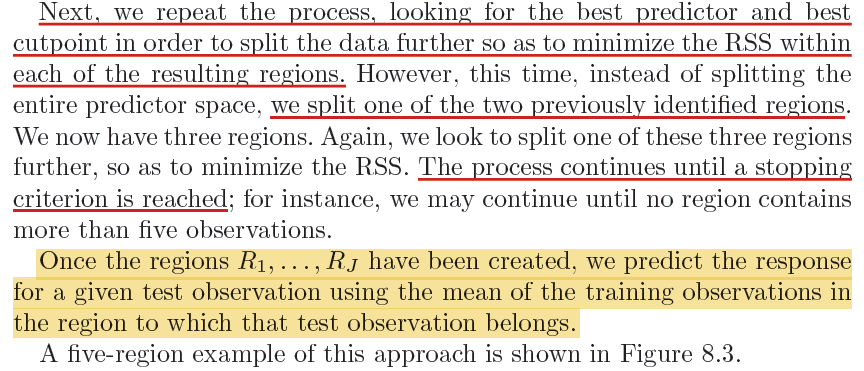 Next, we repeat the process, looking for the best predictor and best
cutpoint in order to split the data further so as to minimize the RSS within
each of the resulting regions. However, this time, instead of splitting the
entire predictor space, we split one of the two previously identified regions.
We now have three regions. Again, we look to split one of these three regions
further, so as to minimize the RSS. The process continues until a stopping
criterion is reached; for instance, we may continue until no region contains
more than five observations.
Once the regions R₁, . . . , R_J have been created, we predict the response
for a given test observation using the mean of the training observations in
the region to which that test observation belongs.
A five-region example of this approach is shown in Figure 8.3.